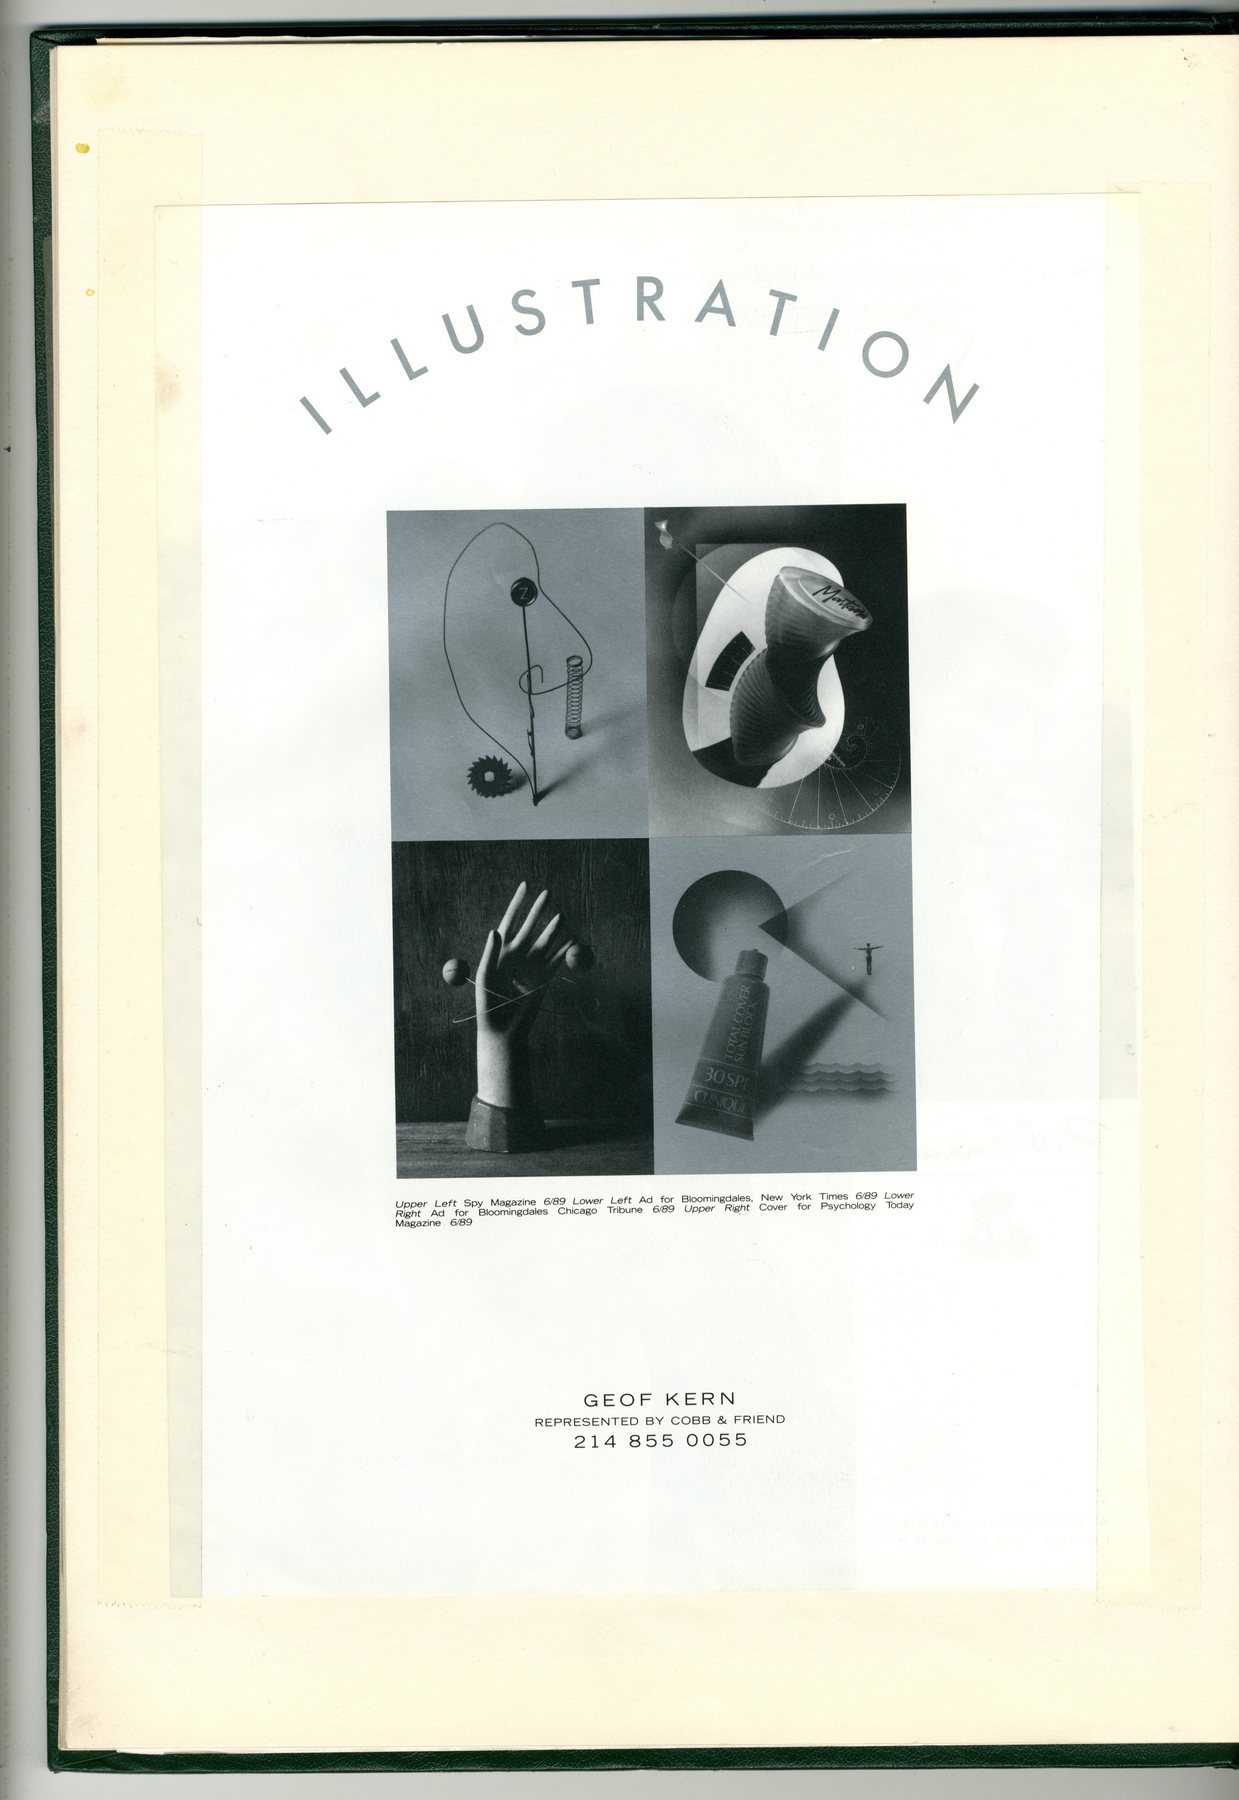 ILLUSTRATION
Z
Montana
TOTAL COVER
SUN BLOCK
30 SPF
CLINIQUE
Upper Left Spy Magazine 6/89 Lower Left Ad for Bloomingdales, New York Times 6/89 Lower
Right Ad for Bloomingdales Chicago Tribune 6/89 Upper Right Cover for Psychology Today
Magazine 6/89
GEOF KERN
REPRESENTED BY COBB & FRIEND
214 855 0055